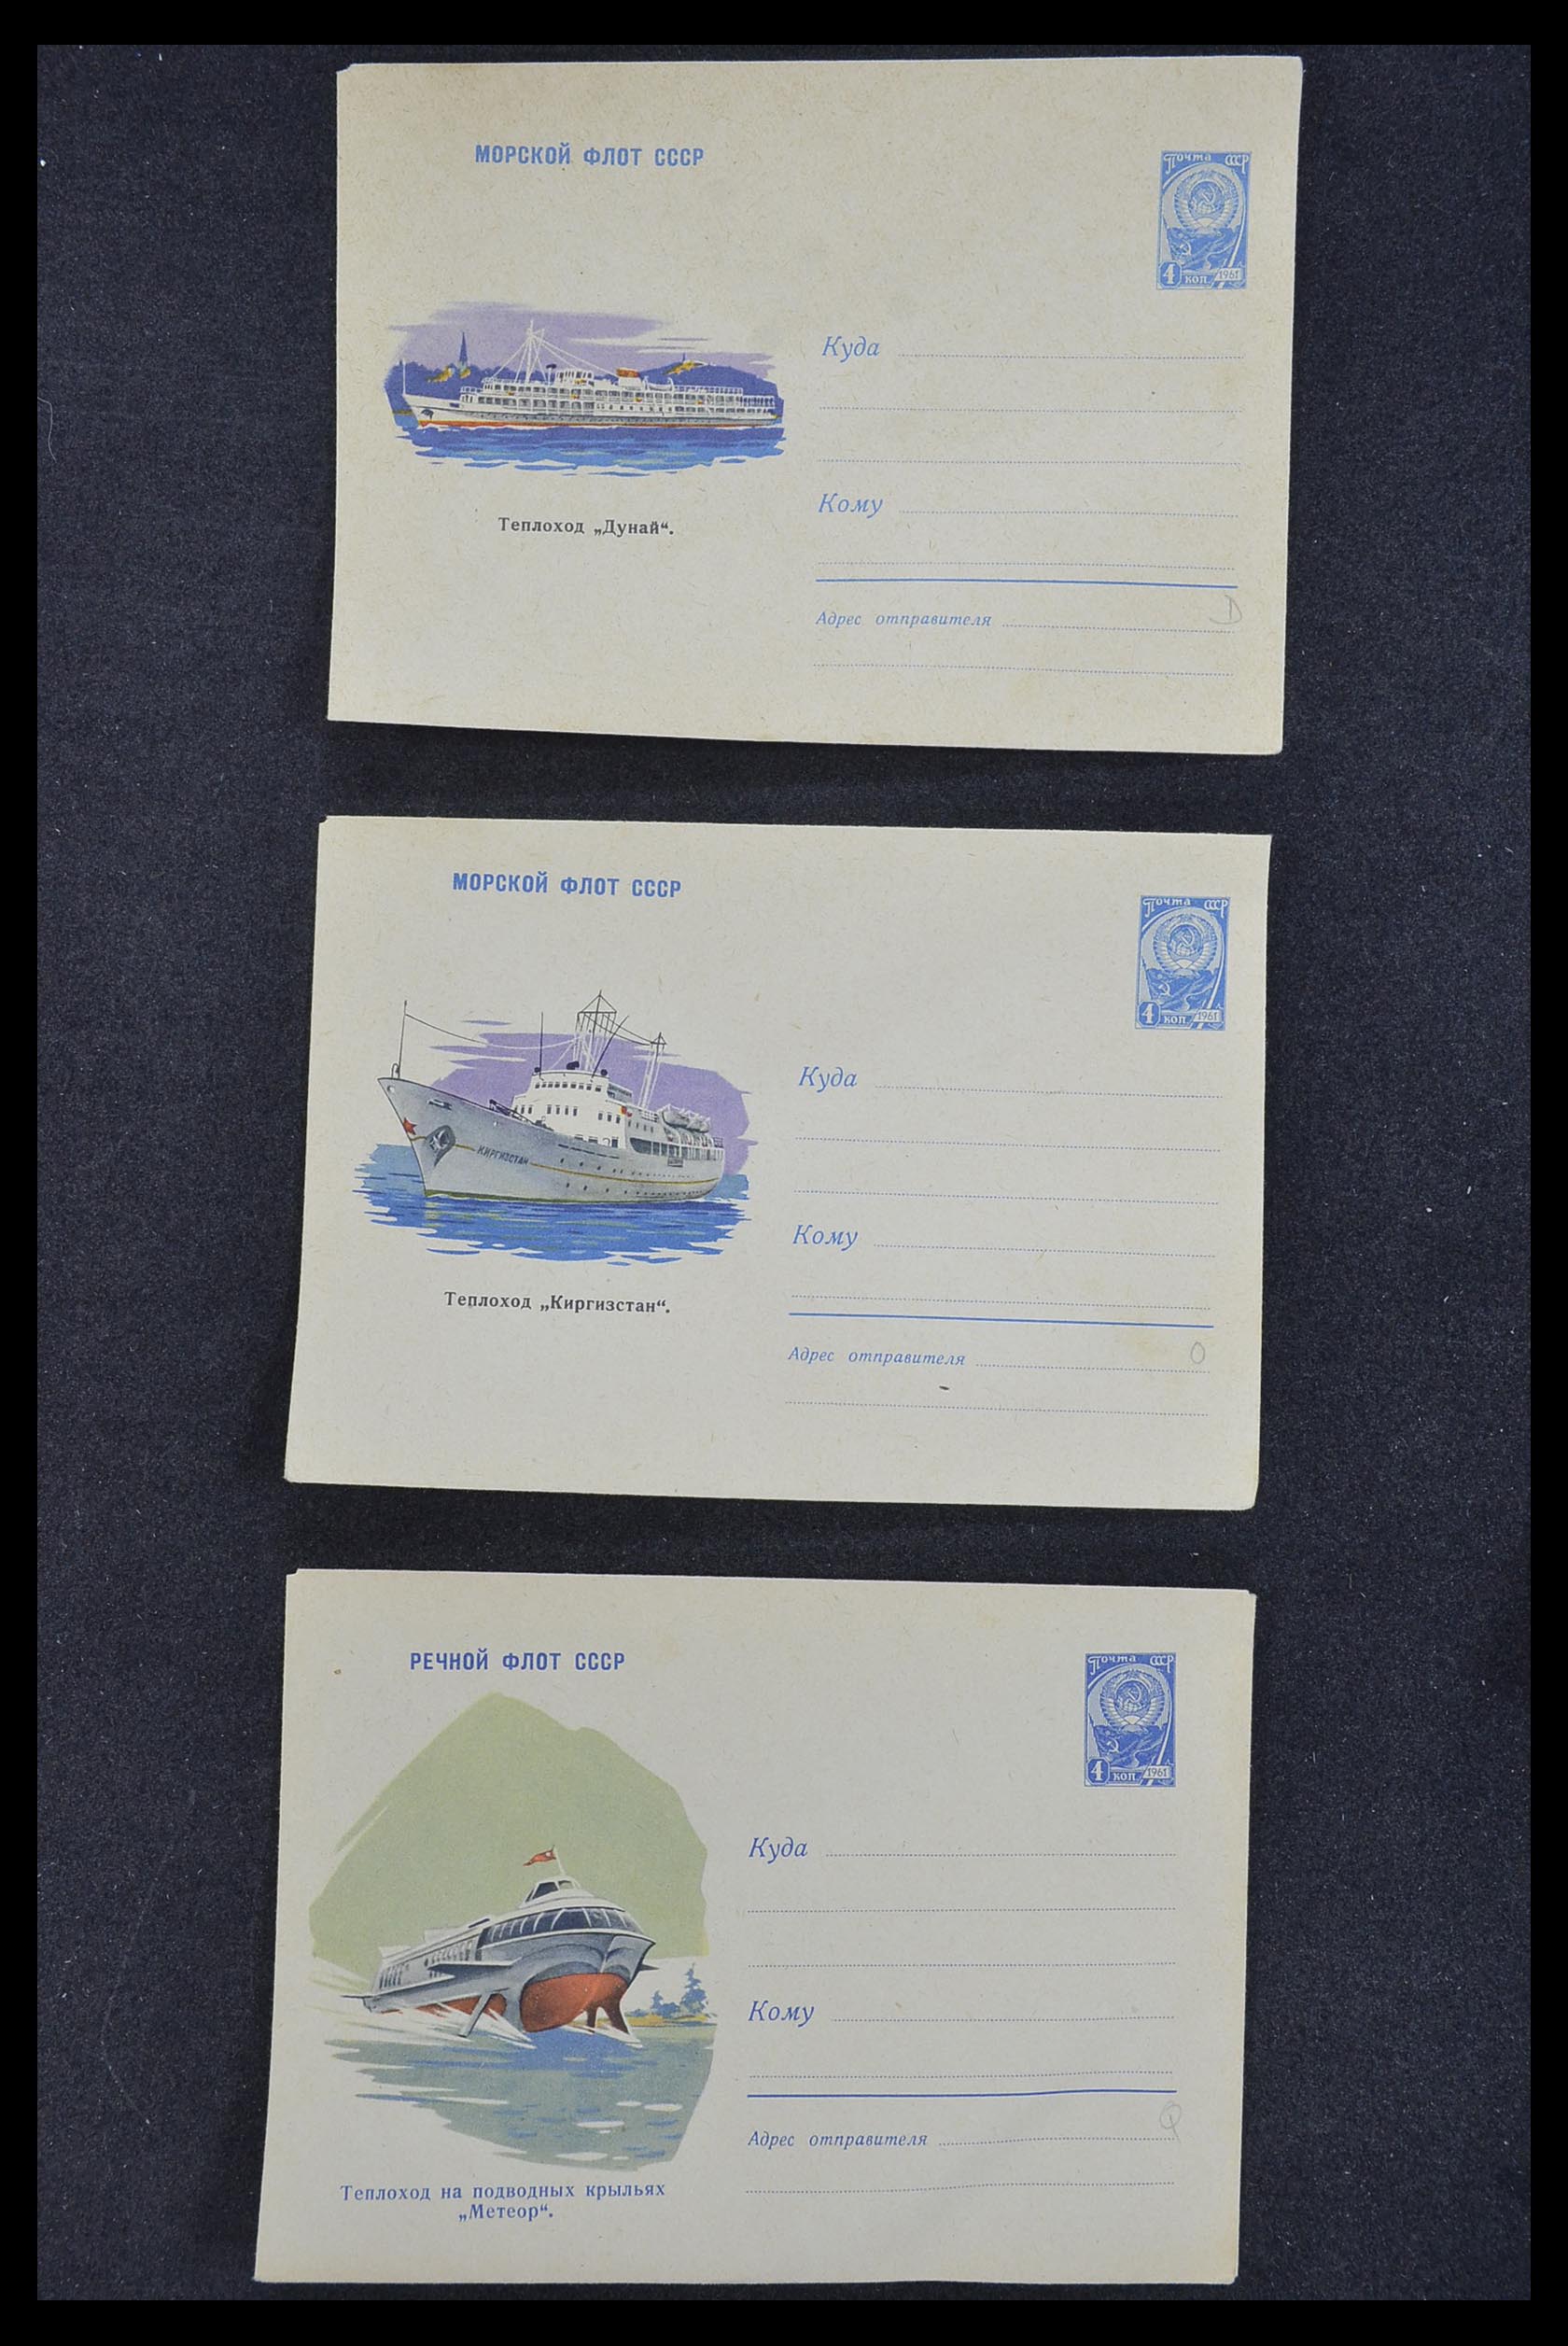 МОРСКОЙ ФЛОТ СССР
Почта СССР
4 коп. 1961
Куда
Кому
Теплоход „Дунай“.
Адрес отправителя
D
МОРСКОЙ ФЛОТ СССР
Почта СССР
4 коп. 1961
Куда
КИРГИЗСТАН
Кому
Теплоход „Киргизстан“.
Адрес отправителя
O
РЕЧНОЙ ФЛОТ СССР
Почта СССР
4 коп. 1961
Куда
Кому
Адрес отправителя
Теплоход на подводных крыльях
„Метеор“.